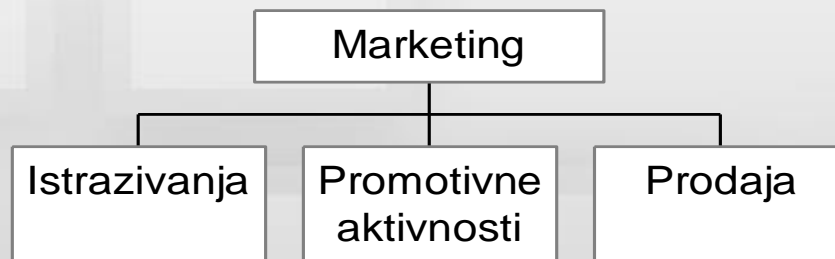 Marketing
Istrazivanja
Promotivne
aktivnosti
Prodaja